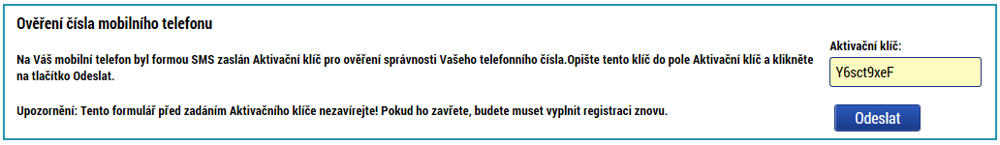 Ověření čísla mobilního telefonu
Na Váš mobilní telefon byl formou SMS zaslán Aktivační klíč pro ověření správnosti Vašeho telefonního čísla.Opište tento klíč do pole Aktivační klíč a klikněte
na tlačítko Odeslat.
Upozornění: Tento formulář před zadáním Aktivačního klíče nezavírejte! Pokud ho zavřete, budete muset vyplnit registraci znovu.
Aktivační klíč:
Y6sct9xeF
Odeslat